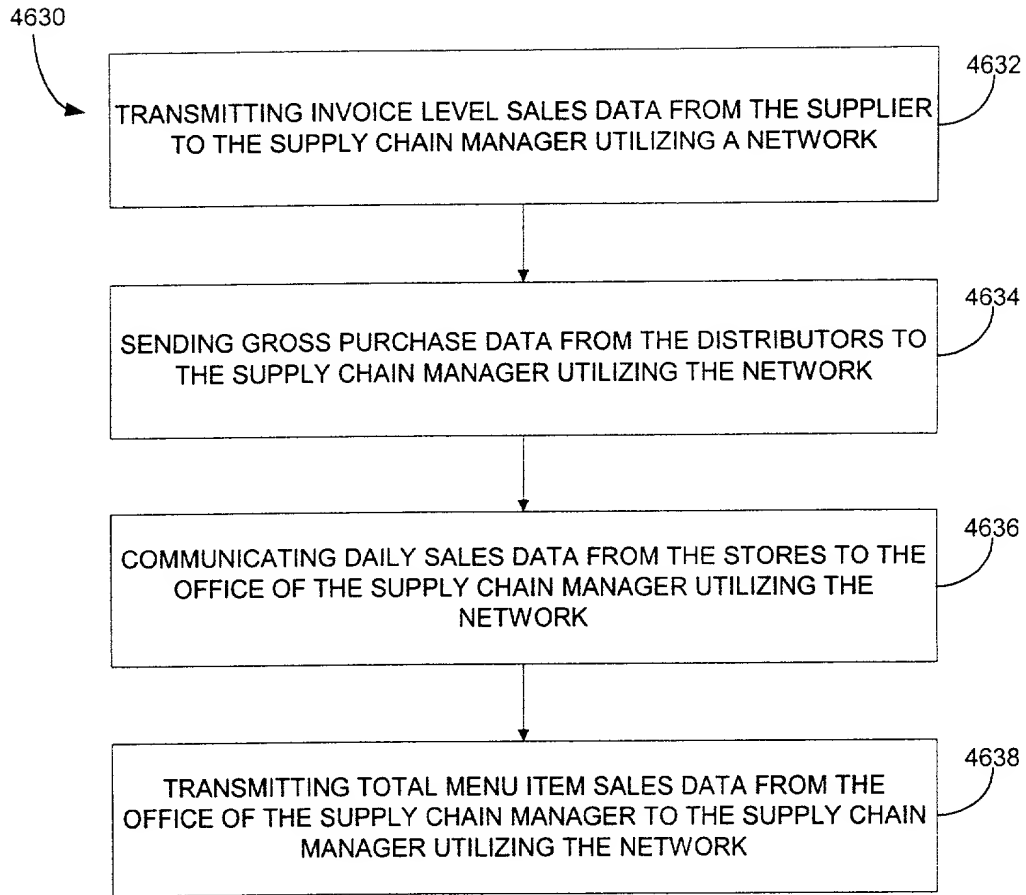 4630
4632
TRANSMITTING INVOICE LEVEL SALES DATA FROM THE SUPPLIER
TO THE SUPPLY CHAIN MANAGER UTILIZING A NETWORK
4634
SENDING GROSS PURCHASE DATA FROM THE DISTRIBUTORS TO
THE SUPPLY CHAIN MANAGER UTILIZING THE NETWORK
4636
COMMUNICATING DAILY SALES DATA FROM THE STORES TO THE
OFFICE OF THE SUPPLY CHAIN MANAGER UTILIZING THE
NETWORK
4638
TRANSMITTING TOTAL MENU ITEM SALES DATA FROM THE
OFFICE OF THE SUPPLY CHAIN MANAGER TO THE SUPPLY CHAIN
MANAGER UTILIZING THE NETWORK